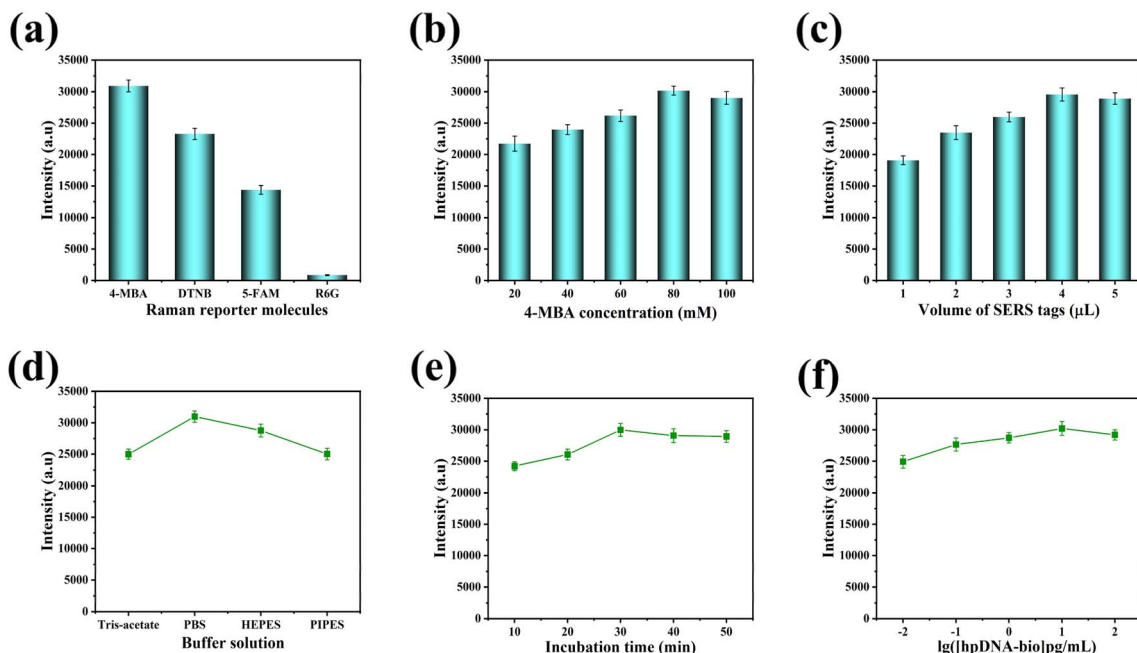 (a)
35000
30000
25000
20000
15000
10000
5000
0
Intensity (a.u)
4-MBA DTNB 5-FAM R6G
Raman reporter molecules
(b)
35000
30000
25000
20000
15000
10000
5000
0
Intensity (a.u)
20 40 60 80 100
4-MBA concentration (mM)
(c)
35000
30000
25000
20000
15000
10000
5000
0
Intensity (a.u)
1 2 3 4 5
Volume of SERS tags (μL)
(d)
35000
30000
25000
20000
15000
10000
5000
0
Intensity (a.u)
Tris-acetate PBS HEPES PIPES
Buffer solution
(e)
35000
30000
25000
20000
15000
10000
5000
0
Intensity (a.u)
10 20 30 40 50
Incubation time (min)
(f)
35000
30000
25000
20000
15000
10000
5000
0
Intensity (a.u)
-2 -1 0 1 2
lg([hpDNA-bio]pg/mL)